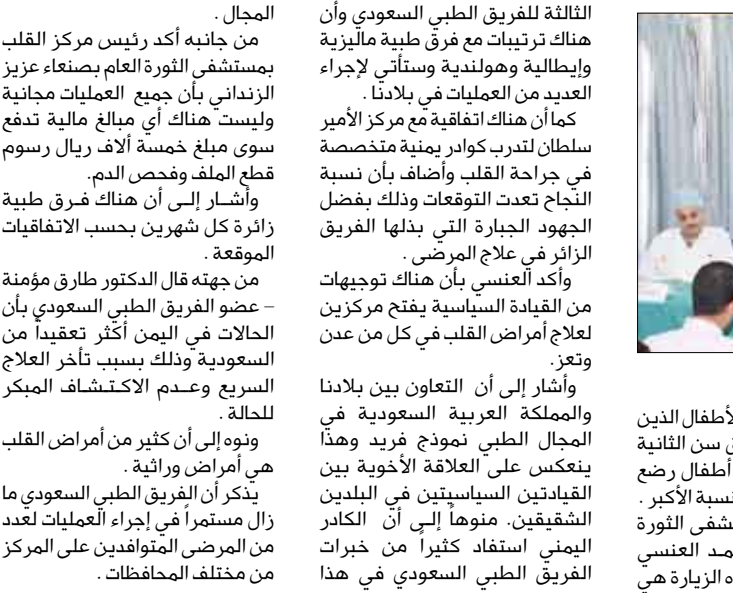 لأطفال الذين
سن الثانية
أطفال رضع
نسبة الأكبر .
شفى الثورة
العنسي
الزيارة هي
الثالثة للفريق الطبي السعودي وأن
هناك ترتيبات مع فرق طبية ماليزية
وإيطالية وهولندية وستأتي لإجراء
العديد من العمليات في بلادنا .
كما أن هناك اتفاقية مع مركز الأمير
سلطان لتدرب كوادر يمنية متخصصة
في جراحة القلب وأضاف بأن نسبة
النجاح تعدت التوقعات وذلك بفضل
الجهود الجبارة التي بذلها الفريق
الزائر في علاج المرضى .
وأكد العنسي بأن هناك توجيهات
من القيادة السياسية يفتح مركزين
لعلاج أمراض القلب في كل من عدن
وتعز.
وأشار إلى أن التعاون بين بلادنا
والمملكة العربية السعودية في
المجال الطبي نموذج فريد وهذا
ينعكس على العلاقة الأخوية بين
القيادتين السياسيتين في البلدين
الشقيقين. منوهاً إلى أن الكادر
اليمني استفاد كثيراً من خبرات
الفريق الطبي السعودي في هذا
المجال .
من جانبه أكد رئيس مركز القلب
بمستشفى الثورة العام بصنعاء عزيز
الزنداني بأن جميع العمليات مجانية
وليست هناك أي مبالغ مالية تدفع
سوى مبلغ خمسة ألاف ريال رسوم
قطع الملف وفحص الدم.
وأشار إلى أن هناك فرق طبية
زائرة كل شهرين بحسب الاتفاقيات
الموقعة .
من جهته قال الدكتور طارق مؤمنة
– عضو الفريق الطبي السعودي بأن
الحالات في اليمن أكثر تعقيداً من
السعودية وذلك بسبب تأخر العلاج
السريع وعدم الاكتشاف المبكر
للحالة .
ونوه إلى أن كثير من أمراض القلب
هي أمراض وراثية .
يذكر أن الفريق الطبي السعودي ما
زال مستمراً في إجراء العمليات لعدد
من المرضى المتوافدين على المركز
من مختلف المحافظات .